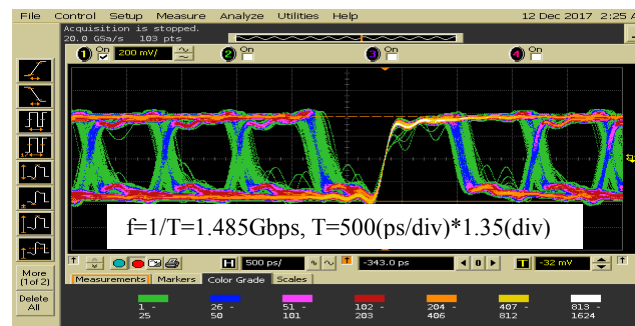 File Control Setup Measure Analyze Utilities Help 12 Dec 2017 2:25 A
Acquisition is stopped.
20.0 GSa/s 103 pts
1 On 200 mV/ 2 On 3 On 4 On
f=1/T=1.485Gbps, T=500(ps/div)*1.35(div)
More
(1 of 2)
Delete
All
H 500 ps/ -343.0 ps 0 T -32 mV
Measurements Markers Color Grade Scales
1 - 26 - 51 - 102 - 204 - 407 - 813 -
25 50 101 203 406 812 1624